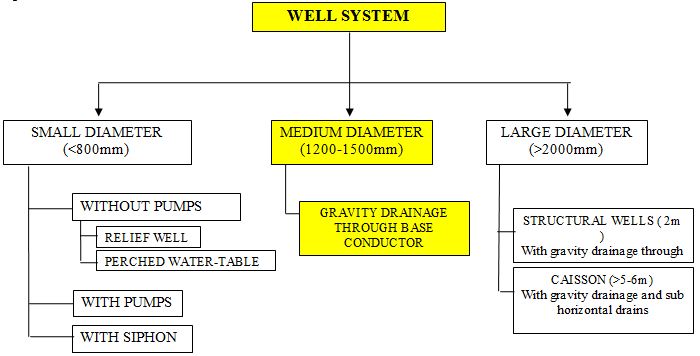 WELL SYSTEM
SMALL DIAMETER
(<800mm)
MEDIUM DIAMETER
(1200-1500mm)
LARGE DIAMETER
(>2000mm)
WITHOUT PUMPS
RELIEF WELL
PERCHED WATER-TABLE
WITH PUMPS
WITH SIPHON
GRAVITY DRAINAGE
THROUGH BASE
CONDUCTOR
STRUCTURAL WELLS ( 2m
)
With gravity drainage through
CAISSON (>5-6m)
With gravity drainage and sub
horizontal drains